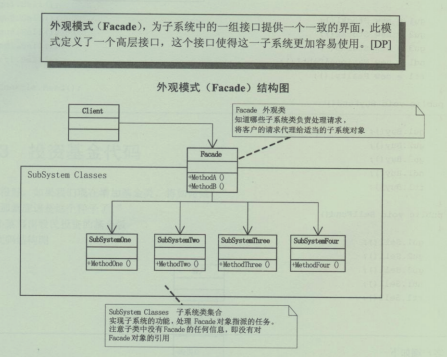 外观模式（Facade），为子系统中的一组接口提供一个一致的界面，此模
式定义了一个高层接口，这个接口使得这一子系统更加容易使用。[DP]
外观模式（Facade）结构图
Client
Facade 外观类
知道哪些子系统类负责处理请求，
将客户的请求代理给适当的子系统对象
Facade
+MethodA ()
+MethodB ()
SubSystem Classes
SubSystemOne
+MethodOne ()
SubSystemTwo
+MethodTwo ()
SubSystemThree
+MethodThree ()
SubSystemFour
+MethodFour ()
SubSystem Classes 子系统类集合
实现子系统的功能，处理Facade对象指派的任务。
注意子类中没有Facade的任何信息，即没有对
Facade对象的引用